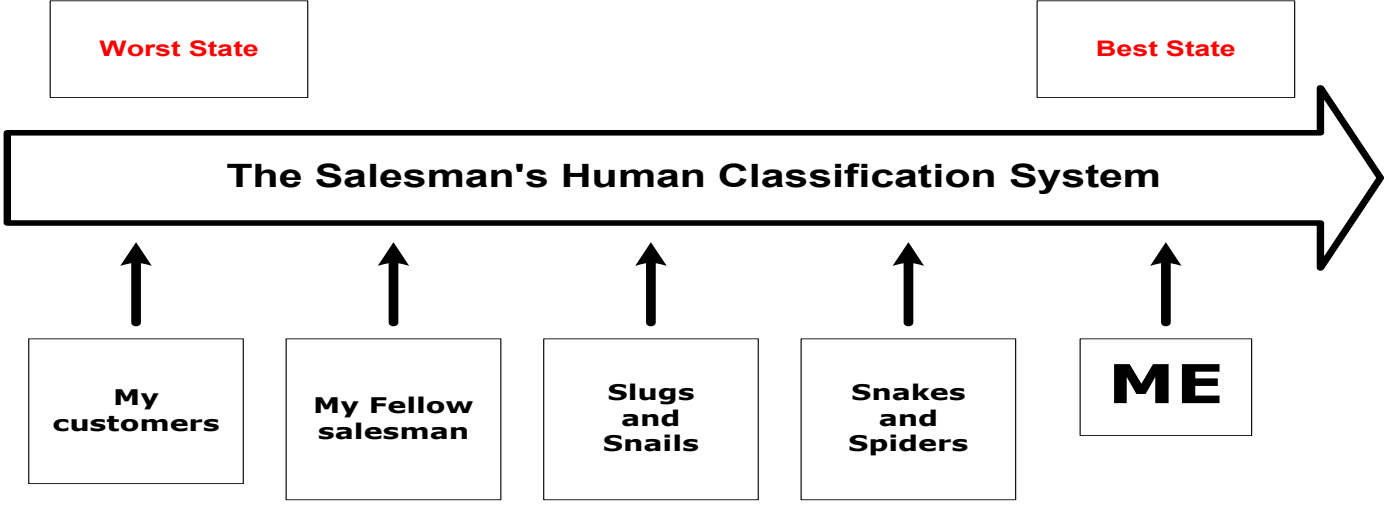 Worst State
Best State
The Salesman's Human Classification System
My
customers
My Fellow
salesman
Slugs
and
Snails
Snakes
and
Spiders
ME